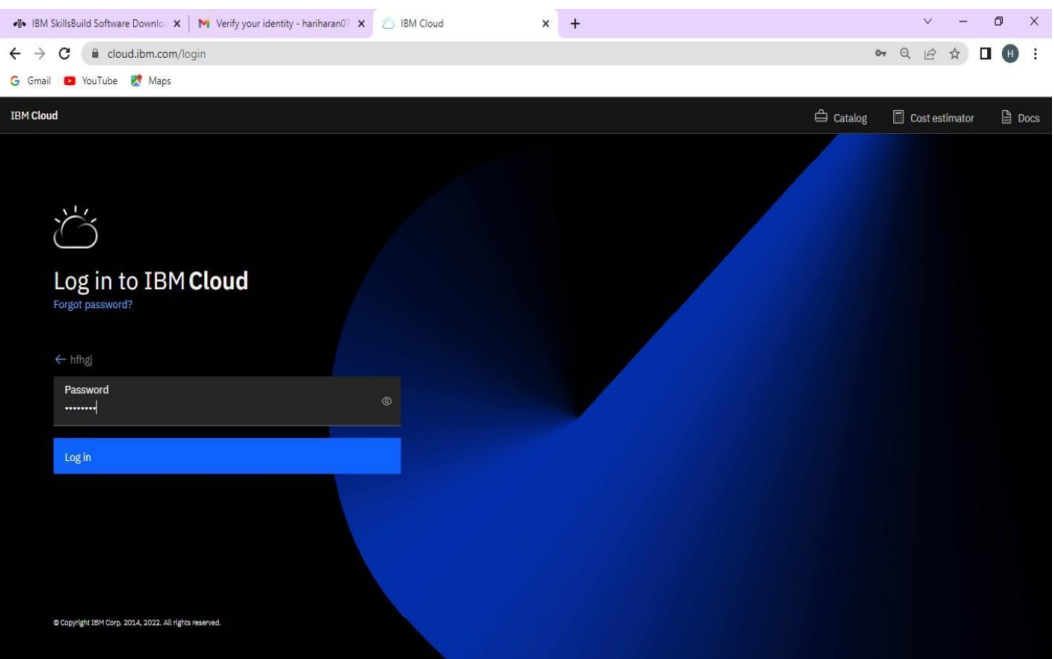 IBM SkillsBuild Software Downlo
Verify your identity - hariharan07
IBM Cloud
cloud.ibm.com/login
H
Gmail
YouTube
Maps
IBM Cloud
Catalog
Cost estimator
Docs
Log in to IBM Cloud
Forgot password?
← hfhgj
Password
••••••••
Log in
© Copyright IBM Corp. 2014, 2022. All rights reserved.